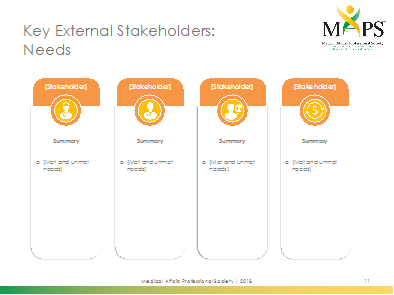 Key External Stakeholders:
Needs
MAPS
[Stakeholder]
[Stakeholder]
[Stakeholder]
[Stakeholder]
Summary
Summary
Summary
Summary
o [Met and unmet
needs]
o [Met and unmet
needs]
o [Met and unmet
needs]
o [Met and unmet
needs]
Medical Affairs Professional Society | 2018
11